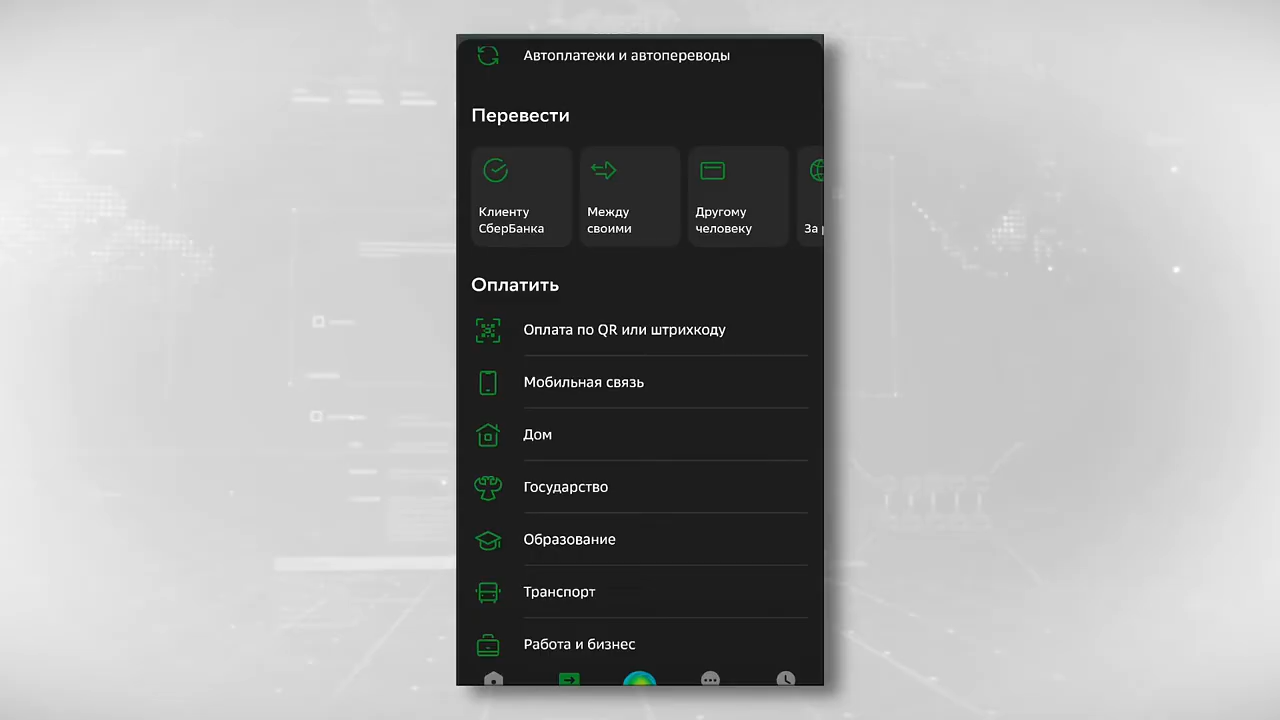 Автоплатежи и автопереводы
Перевести
Клиенту
СберБанка
Между
своими
Другому
человеку
За
Оплатить
Оплата по QR или штрихкоду
Мобильная связь
Дом
Государство
Образование
Транспорт
Работа и бизнес